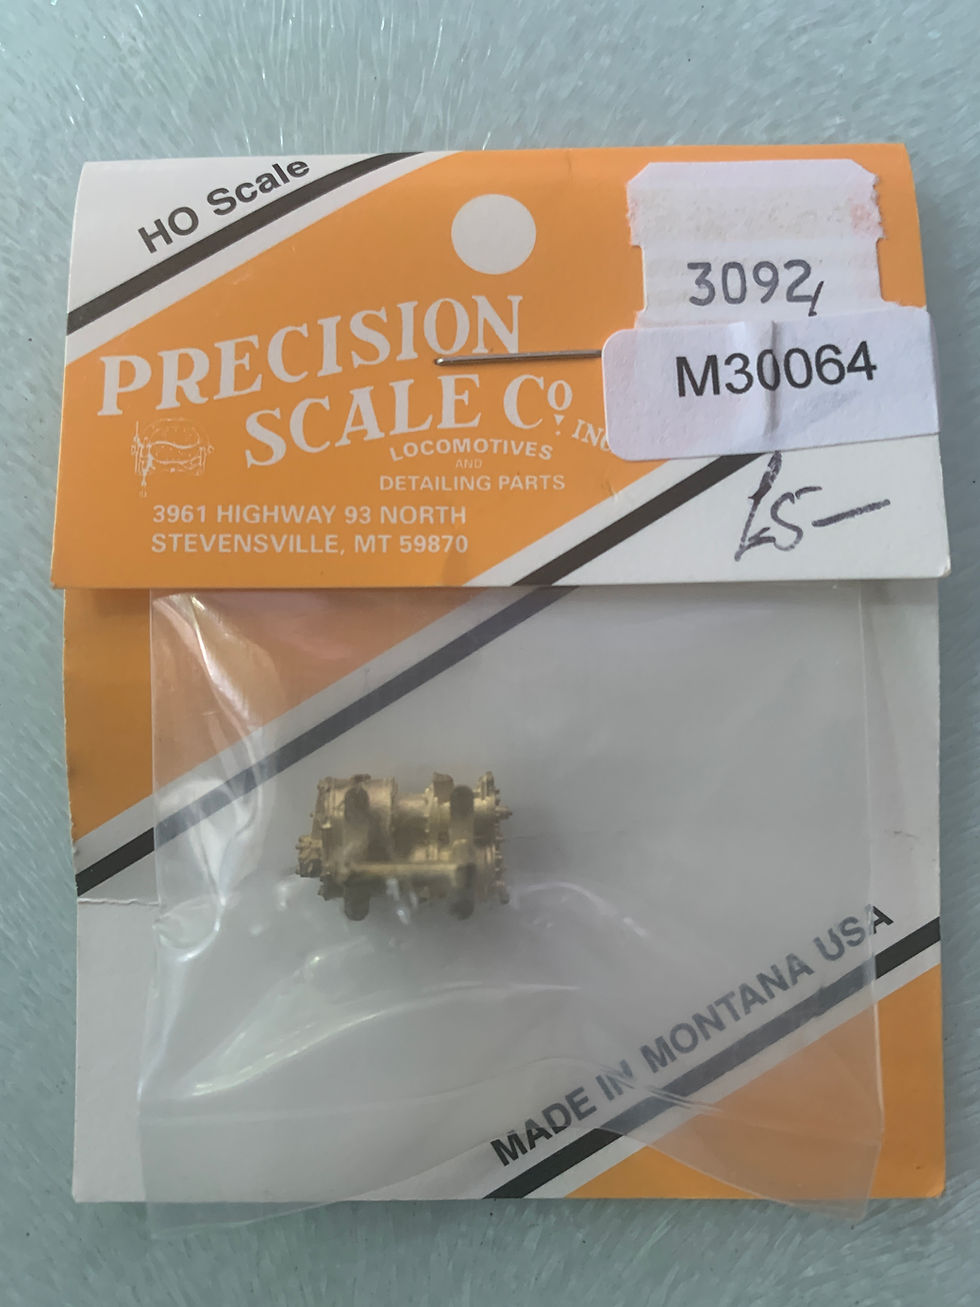 HO Scale
3092,
M30064
PRECISION
SCALE Co.
LOCOMOTIVES
AND
DETAILING PARTS
3961 HIGHWAY 93 NORTH
STEVENSVILLE, MT 59870
£5—
MADE IN MONTANA USA